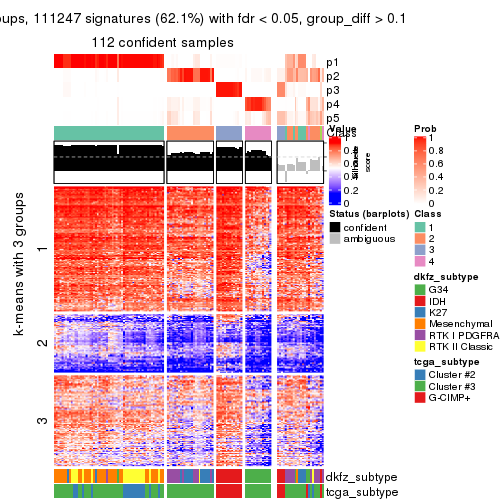 oups, 111247 signatures (62.1%) with fdr < 0.05, group_diff > 0.1
112 confident samples
p1
p2
p3
p4
p5
Class
k-means with 3 groups
1
2
3
Value
1
0.8
0.6
0.4
0.2
0
score
Prob
1
0.8
0.6
0.4
0.2
0
Status (barplots)
confident
ambiguous
Class
1
2
3
4
dkfz_subtype
G34
IDH
K27
Mesenchymal
RTK I PDGFRA
RTK II Classic
tcga_subtype
Cluster #2
Cluster #3
G-CIMP+
dkfz_subtype
tcga_subtype